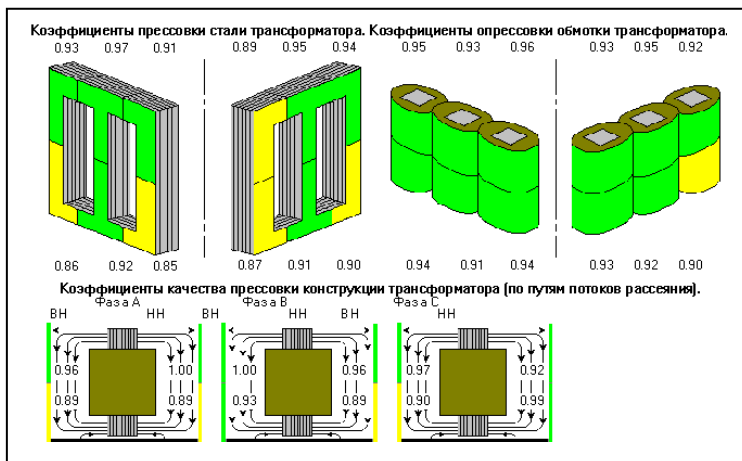 Коэффициенты прессовки стали трансформатора. Коэффициенты опрессовки обмотки трансформатора.
0.93 0.97 0.91 0.89 0.95 0.94 0.95 0.93 0.96 0.93 0.95 0.92
0.86 0.92 0.85 0.87 0.91 0.90 0.94 0.91 0.94 0.93 0.92 0.90
Коэффициенты качества прессовки конструкции трансформатора (по путям потоков рассеяния).
Фаза А Фаза В Фаза С
ВН НН ВН НН ВН НН
0.96 1.00 1.00 0.96 0.97 0.92
0.89 0.89 0.93 0.89 0.90 0.99